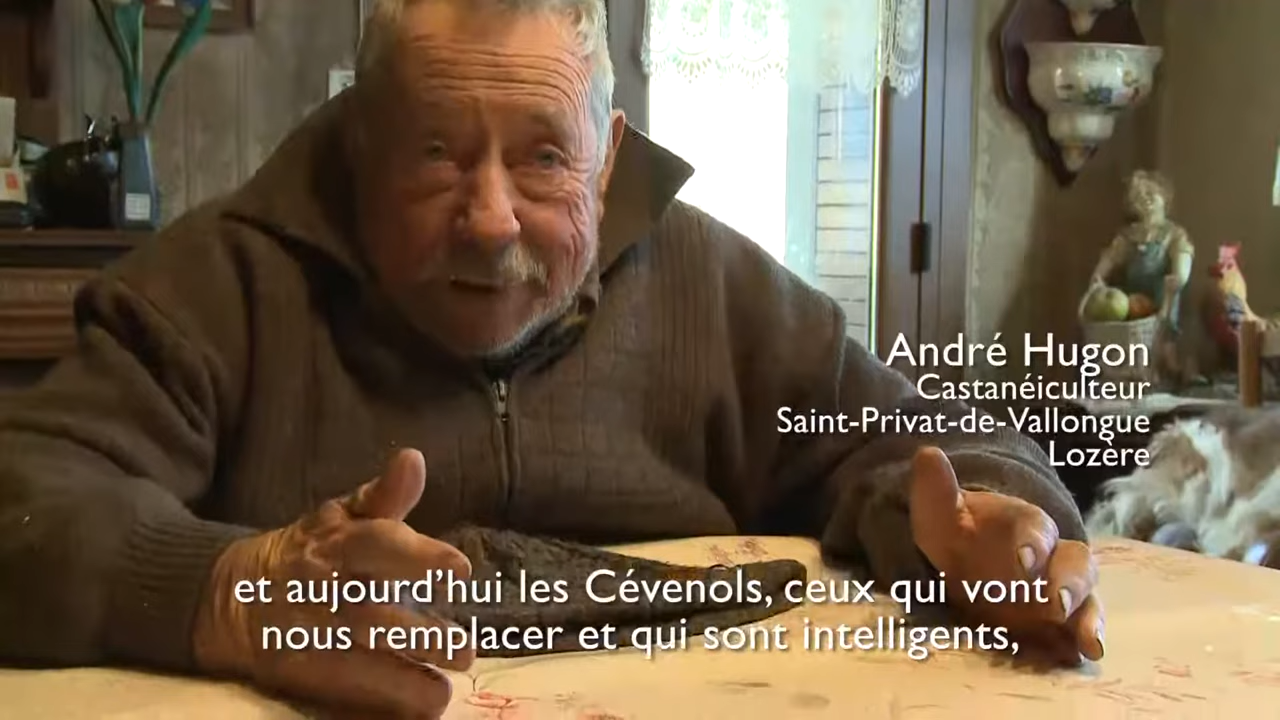 André Hugon
Castanéiculteur
Saint-Privat-de-Vallongue
Lozère
et aujourd'hui les Cévenols, ceux qui vont
nous remplacer et qui sont intelligents,